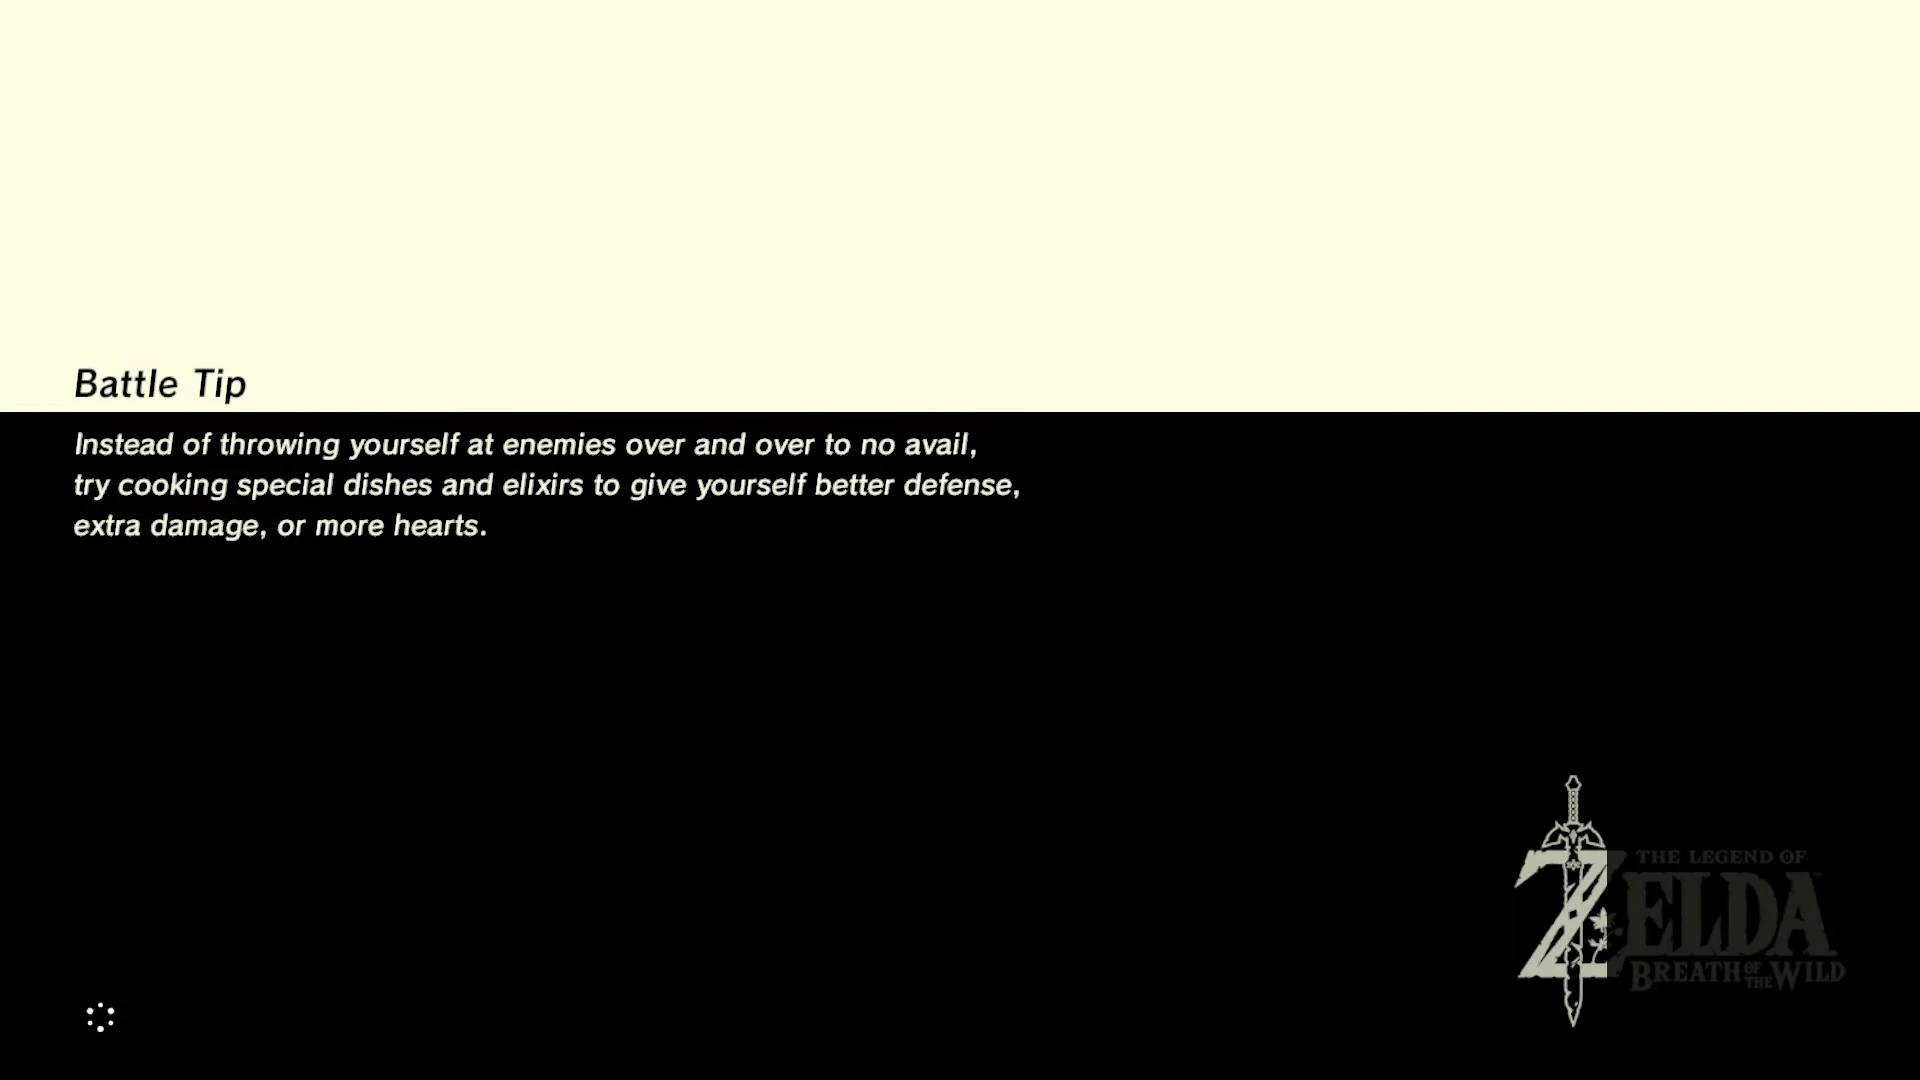 Battle Tip
Instead of throwing yourself at enemies over and over to no avail,
try cooking special dishes and elixirs to give yourself better defense,
extra damage, or more hearts.
THE LEGEND OF
ZELDA
BREATH OF THE WILD